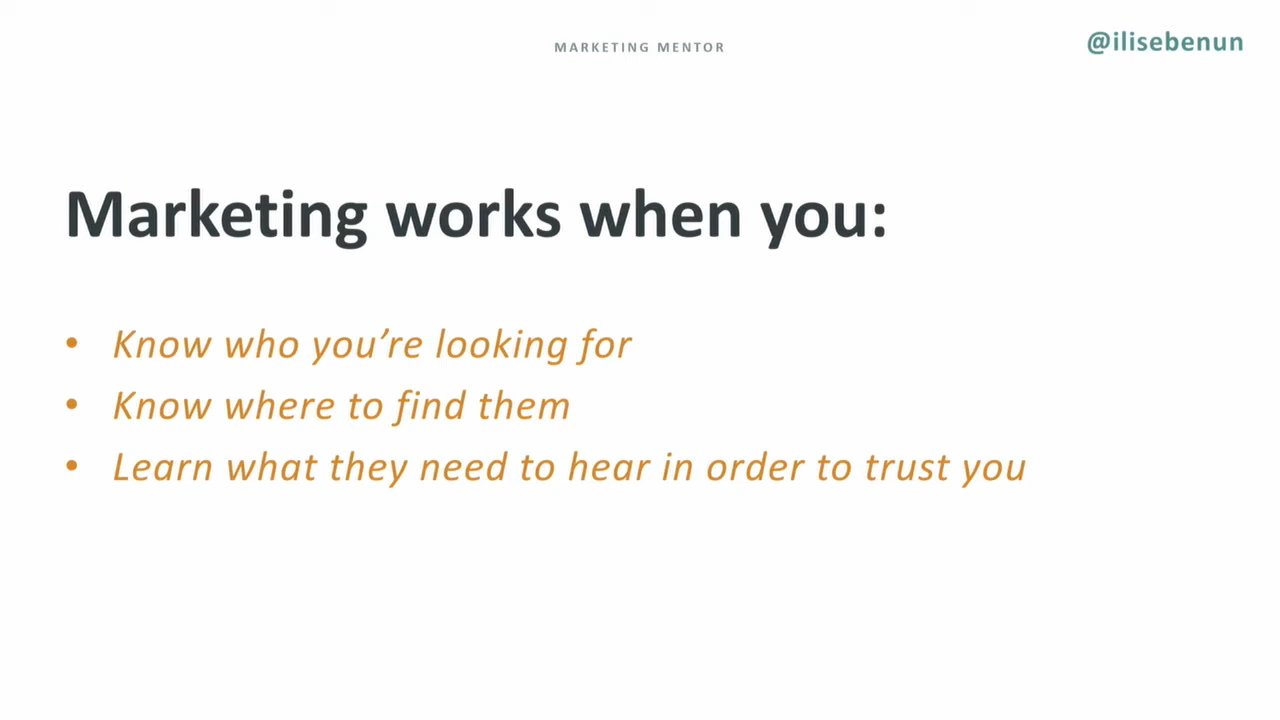 MARKETING MENTOR
@ilisebenun
Marketing works when you:
• Know who you’re looking for
• Know where to find them
• Learn what they need to hear in order to trust you